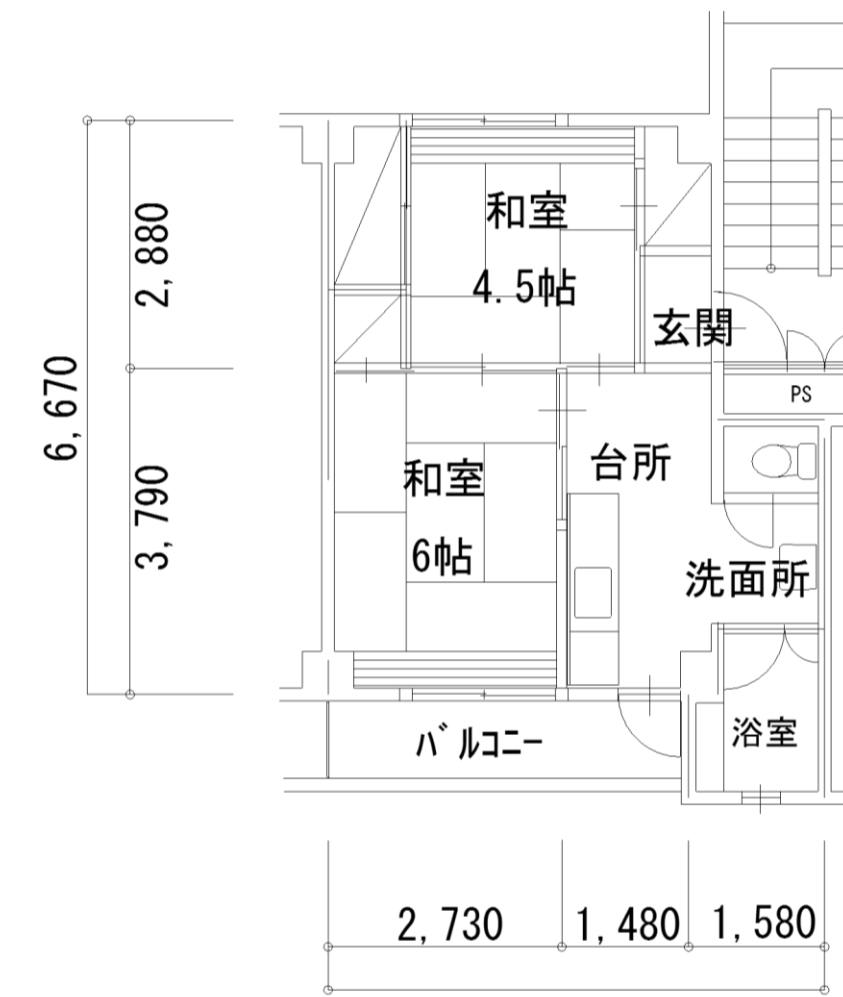 和室
4.5帖
玄関
PS
台所
和室
6帖
洗面所
浴室
バルコニー
2,880
6,670
3,790
2,730
1,480
1,580